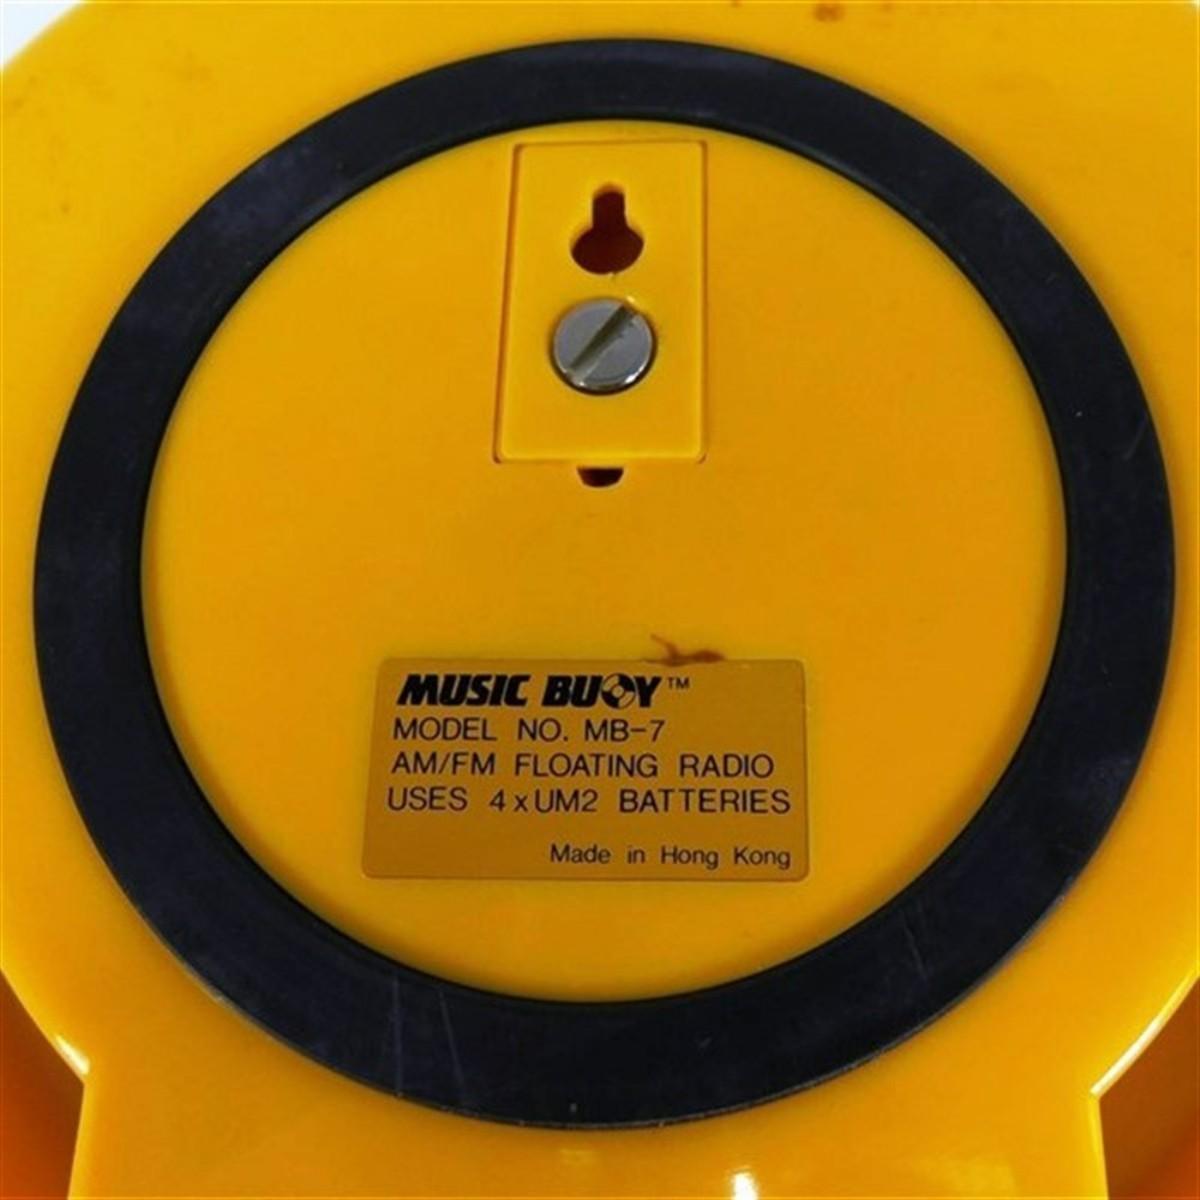 MUSIC BUOY™
MODEL NO. MB-7
AM/FM FLOATING RADIO
USES 4xUM2 BATTERIES
Made in Hong Kong